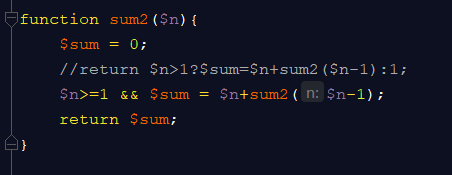 function sum2($n){
$sum = 0;
//return $n>1?$sum=$n+sum2($n-1):1;
$n>=1 && $sum = $n+sum2( n: $n-1);
return $sum;
}